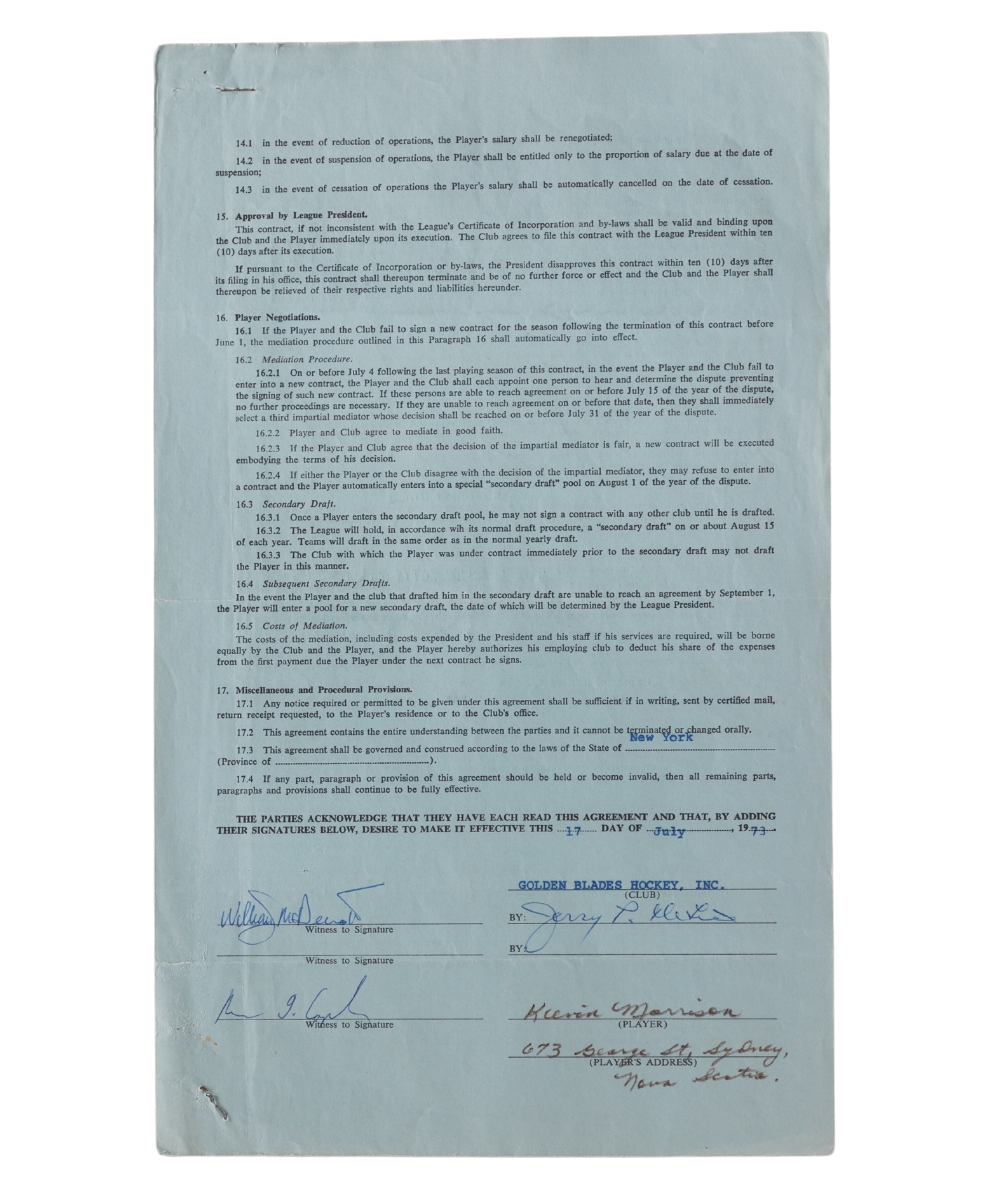 14.1 in the event of reduction of operations, the Player's salary shall be renegotiated;
14.2 in the event of suspension of operations, the Player shall be entitled only to the proportion of salary due at the date of
suspension;
14.3 in the event of cessation of operations the Player's salary shall be automatically cancelled on the date of cessation.
15. Approval by League President.
This contract, if not inconsistent with the League's Certificate of Incorporation and by-laws shall be valid and binding upon
the Club and the Player immediately upon its execution. The Club agrees to file this contract with the League President within ten
(10) days after its execution.
If pursuant to the Certificate of Incorporation or by-laws, the President disapproves this contract within ten (10) days after
its filing in his office, this contract shall thereupon terminate and be of no further force or effect and the Club and the Player shall
thereupon be relieved of their respective rights and liabilities hereunder.
16. Player Negotiations.
16.1 If the Player and the Club fail to sign a new contract for the season following the termination of this contract before
June 1, the mediation procedure outlined in this Paragraph 16 shall automatically go into effect.
16.2 Mediation Procedure.
16.2.1 On or before July 4 following the last playing season of this contract, in the event the Player and the Club fail to
enter into a new contract, the Player and the Club shall each appoint one person to hear and determine the dispute preventing
the signing of such new contract. If these persons are able to reach agreement on or before July 15 of the year of the dispute,
no further proceedings are necessary. If they are unable to reach agreement on or before that date, then they shall immediately
select a third impartial mediator whose decision shall be reached on or before July 31 of the year of the dispute.
16.2.2 Player and Club agree to mediate in good faith.
16.2.3 If the Player and Club agree that the decision of the impartial mediator is fair, a new contract will be executed
embodying the terms of his decision.
16.2.4 If either the Player or the Club disagree with the decision of the impartial mediator, they may refuse to enter into
a contract and the Player automatically enters into a special "secondary draft" pool on August 1 of the year of the dispute.
16.3 Secondary Draft.
16.3.1 Once a Player enters the secondary draft pool, he may not sign a contract with any other club until he is drafted.
16.3.2 The League will hold, in accordance wih its normal draft procedure, a "secondary draft" on or about August 15
of each year. Teams will draft in the same order as in the normal yearly draft.
16.3.3 The Club with which the Player was under contract immediately prior to the secondary draft may not draft
the Player in this manner.
16.4 Subsequent Secondary Drafts.
In the event the Player and the club that drafted him in the secondary draft are unable to reach an agreement by September 1,
the Player will enter a pool for a new secondary draft, the date of which will be determined by the League President.
16.5 Costs of Mediation.
The costs of the mediation, including costs expended by the President and his staff if his services are required, will be borne
equally by the Club and the Player, and the Player hereby authorizes his employing club to deduct his share of the expenses
from the first payment due the Player under the next contract he signs.
17. Miscellaneous and Procedural Provisions.
17.1 Any notice required or permitted to be given under this agreement shall be sufficient if in writing, sent by certified mail,
return receipt requested, to the Player's residence or to the Club's office.
17.2 This agreement contains the entire understanding between the parties and it cannot be terminated or changed orally.
17.3 This agreement shall be governed and construed according to the laws of the State of New York
(Province of ).
17.4 If any part, paragraph or provision of this agreement should be held or become invalid, then all remaining parts,
paragraphs and provisions shall continue to be fully effective.
THE PARTIES ACKNOWLEDGE THAT THEY HAVE EACH READ THIS AGREEMENT AND THAT, BY ADDING
THEIR SIGNATURES BELOW, DESIRE TO MAKE IT EFFECTIVE THIS 17 DAY OF July, 1973.
GOLDEN BLADES HOCKEY, INC.
(CLUB)
William
Witness to Signature
BY: Jerry P.
BY:
Witness to Signature
Witness to Signature
Kevin Morrison
(PLAYER)
673 George St, Sydney,
(PLAYER'S ADDRESS)
Nova Scotia.